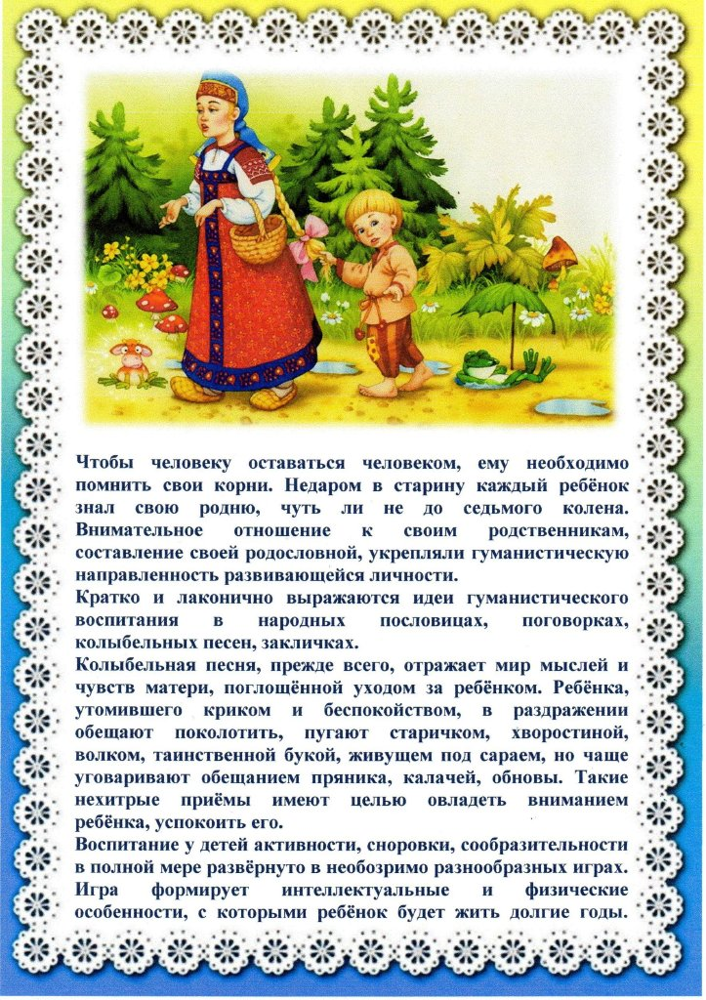 Чтобы человеку оставаться человеком, ему необходимо
помнить свои корни. Недаром в старину каждый ребёнок
знал свою родню, чуть ли не до седьмого колена.
Внимательное отношение к своим родственникам,
составление своей родословной, укрепляли гуманистическую
направленность развивающейся личности.
Кратко и лаконично выражаются идеи гуманистического
воспитания в народных пословицах, поговорках,
колыбельных песен, закличках.
Колыбельная песня, прежде всего, отражает мир мыслей и
чувств матери, поглощённой уходом за ребёнком. Ребёнка,
утомившего криком и беспокойством, в раздражении
обещают поколотить, пугают старичком, хворостиной,
волком, таинственной букой, живущем под сараем, но чаще
уговаривают обещанием пряника, калачей, обновы. Такие
нехитрые приёмы имеют целью овладеть вниманием
ребёнка, успокоить его.
Воспитание у детей активности, сноровки, сообразительности
в полной мере развёрнуто в необозримо разнообразных играх.
Игра формирует интеллектуальные и физические
особенности, с которыми ребёнок будет жить долгие годы.